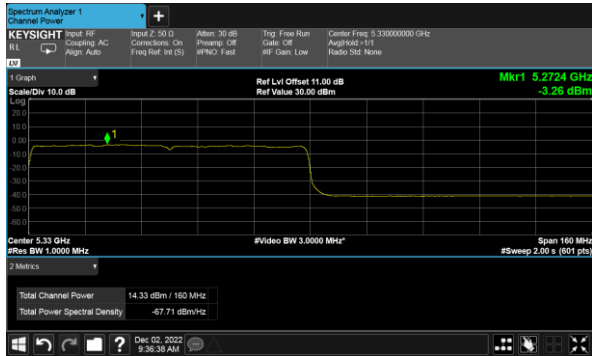 Spectrum Analyzer 1
Channel Power
KEYSIGHT
RL
Input: RF
Coupling: AC
Align: Auto
Input Z: 50 Ω
Corrections: On
Freq Ref: Int (S)
Atten: 30 dB
Preamp: Off
#PNO: Fast
Trig: Free Run
Gate: Off
#IF Gain: Low
Center Freq: 5.330000000 GHz
Avg|Hold:>1/1
Radio Std: None
LXI
1 Graph
Scale/Div 10.0 dB
Ref Lvl Offset 11.00 dB
Ref Value 30.00 dBm
Mkr1 5.2724 GHz
-3.26 dBm
Log
20.0
10.0
0.00
-10.0
-20.0
-30.0
-40.0
-50.0
-60.0
1
Center 5.33 GHz
#Res BW 1.0000 MHz
#Video BW 3.0000 MHz*
Span 160 MHz
#Sweep 2.00 s (601 pts)
2 Metrics
Total Channel Power 14.33 dBm / 160 MHz
Total Power Spectral Density -67.71 dBm/Hz
?
Dec 02, 2022
9:36:38 AM